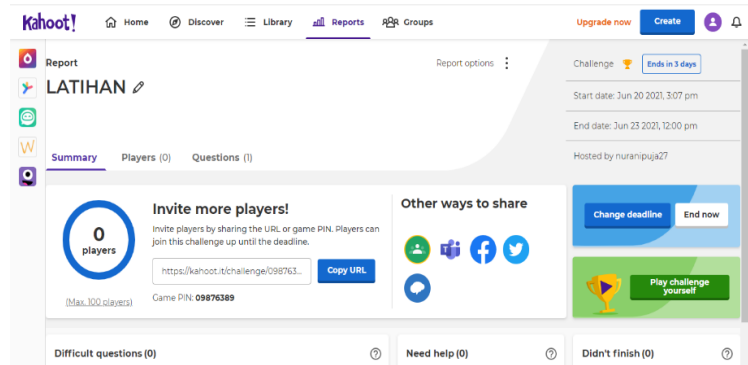 Kahoot!
Home
Discover
Library
Reports
Groups
Upgrade now
Create
Report
Report options
LATIHAN
Challenge
Ends in 3 days
Start date: Jun 20 2021, 3:07 pm
End date: Jun 23 2021, 12:00 pm
Hosted by nuranipuja27
Summary
Players (0)
Questions (1)
0
players
(Max. 100 players)
Invite more players!
Invite players by sharing the URL or game PIN. Players can
join this challenge up until the deadline.
https://kahoot.it/challenge/098763...
Copy URL
Game PIN: 09876389
Other ways to share
Change deadline
End now
Play challenge
yourself
Difficult questions (0)
Need help (0)
Didn't finish (0)